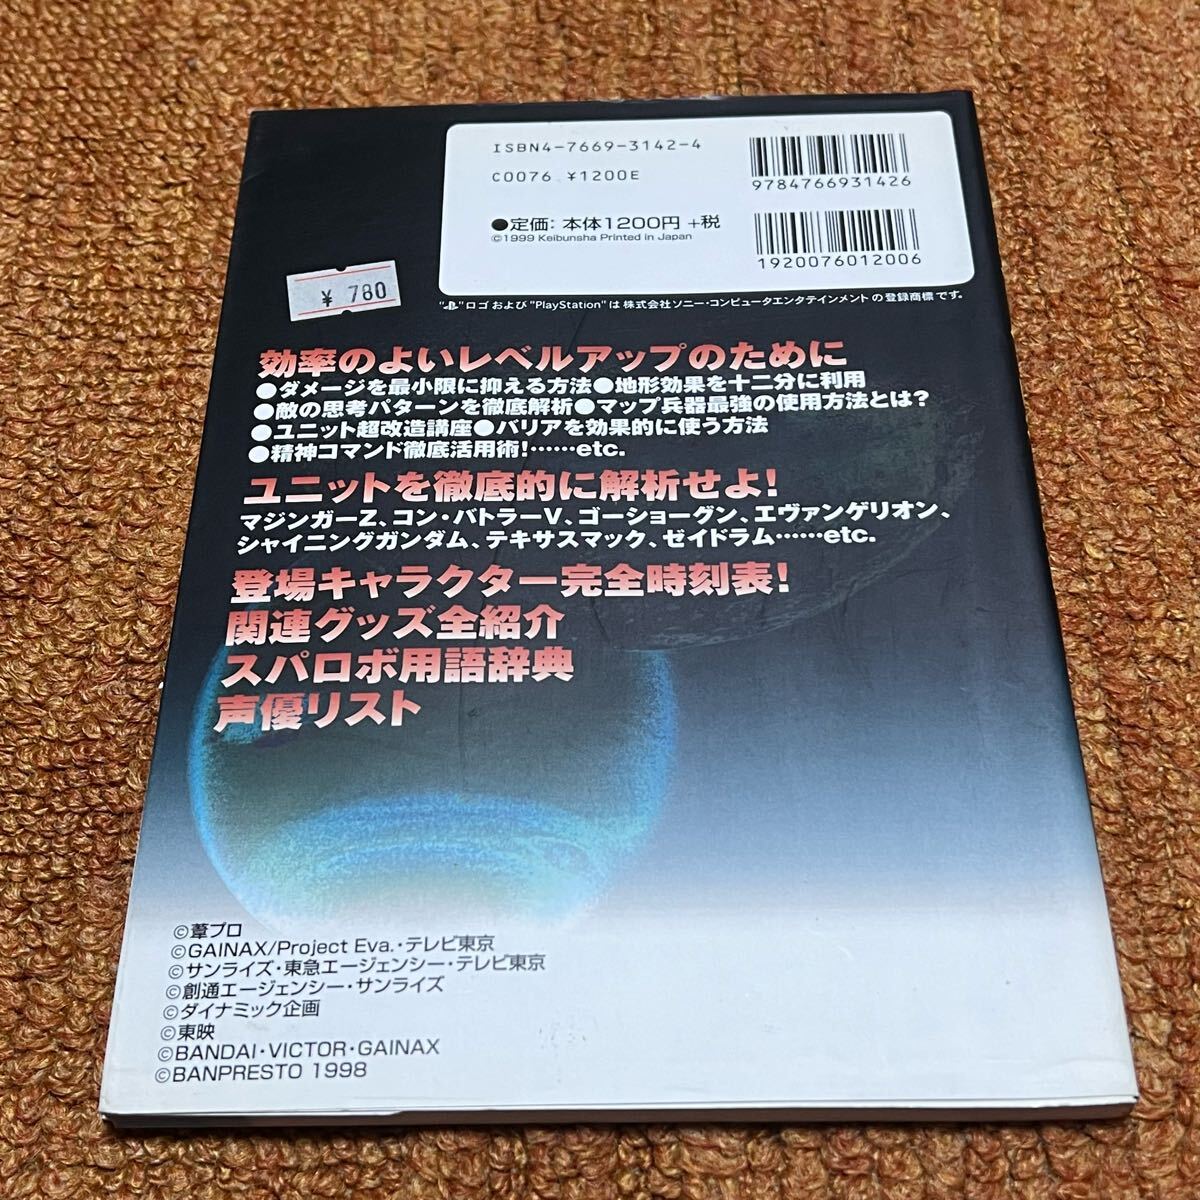 ISBN4-7669-3142-4
C0076 ¥1200E
●定価: 本体1200円 +税
©1999 Keibunsha Printed in Japan
9784766931426
1920076012006
¥ 780
"PS"ロゴ および "PlayStation" は 株式会社ソニー・コンピュータエンタテインメント の 登録商標 です。
効率のよいレベルアップのために
●ダメージを最小限に抑える方法●地形効果を十二分に利用
●敵の思考パターンを徹底解析●マップ兵器最強の使用方法とは?
●ユニット超改造講座●バリアを効果的に使う方法
●精神コマンド徹底活用術!……etc.
ユニットを徹底的に解析せよ!
マジンガーZ、コン・バトラーV、ゴーショーグン、エヴァンゲリオン、
シャイニングガンダム、テキサスマック、ゼイドラム……etc.
登場キャラクター完全時刻表!
関連グッズ全紹介
スパロボ用語辞典
声優リスト
©葦プロ
©GAINAX/Project Eva.・テレビ東京
©サンライズ・東急エージェンシー・テレビ東京
©創通エージェンシー・サンライズ
©ダイナミック企画
©東映
©BANDAI・VICTOR・GAINAX
©BANPRESTO 1998